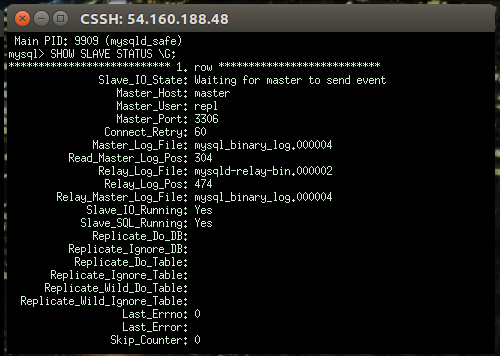 CSSH: 54.160.188.48
Main PID: 9909 (mysqld_safe)
mysql> SHOW SLAVE STATUS \G;
*************************** 1. row ***************************
Slave_IO_State: Waiting for master to send event
Master_Host: master
Master_User: repl
Master_Port: 3306
Connect_Retry: 60
Master_Log_File: mysql_binary_log.000004
Read_Master_Log_Pos: 304
Relay_Log_File: mysqld-relay-bin.000002
Relay_Log_Pos: 474
Relay_Master_Log_File: mysql_binary_log.000004
Slave_IO_Running: Yes
Slave_SQL_Running: Yes
Replicate_Do_DB:
Replicate_Ignore_DB:
Replicate_Do_Table:
Replicate_Ignore_Table:
Replicate_Wild_Do_Table:
Replicate_Wild_Ignore_Table:
Last_Errno: 0
Last_Error:
Skip_Counter: 0